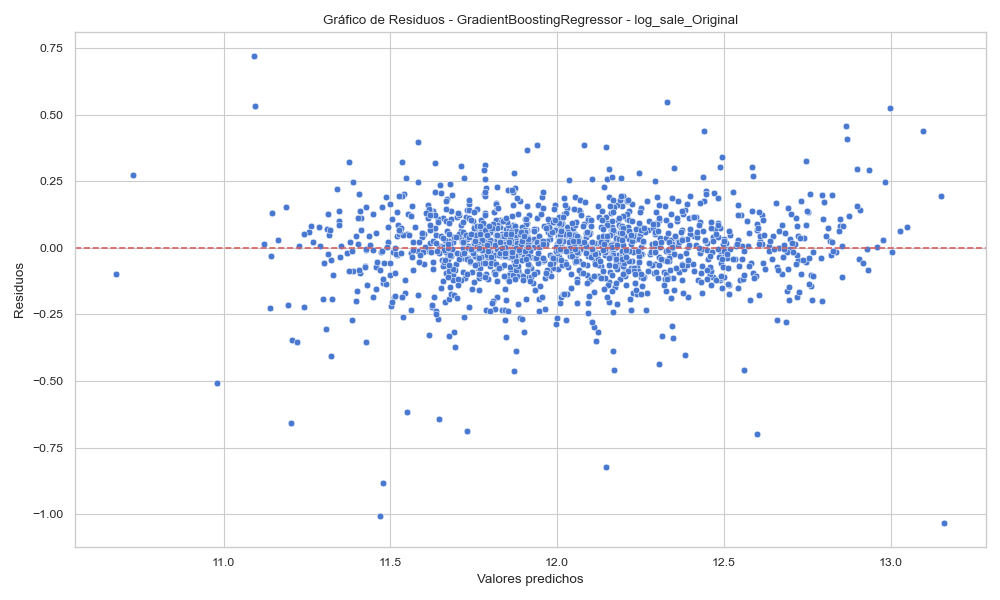 Gráfico de Residuos - GradientBoostingRegressor - log_sale_Original
0.75
0.50
0.25
0.00
−0.25
−0.50
−0.75
−1.00
Residuos
11.0 11.5 12.0 12.5 13.0
Valores predichos